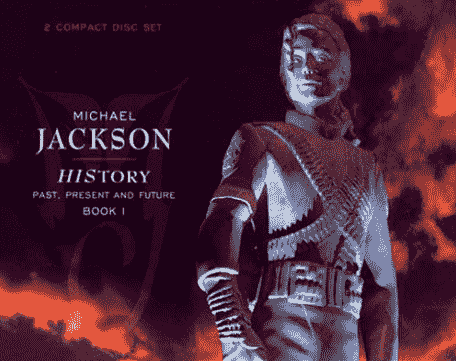 2 COMPACT DISC SET
MICHAEL
JACKSON
HISTORY
PAST, PRESENT AND FUTURE
BOOK I